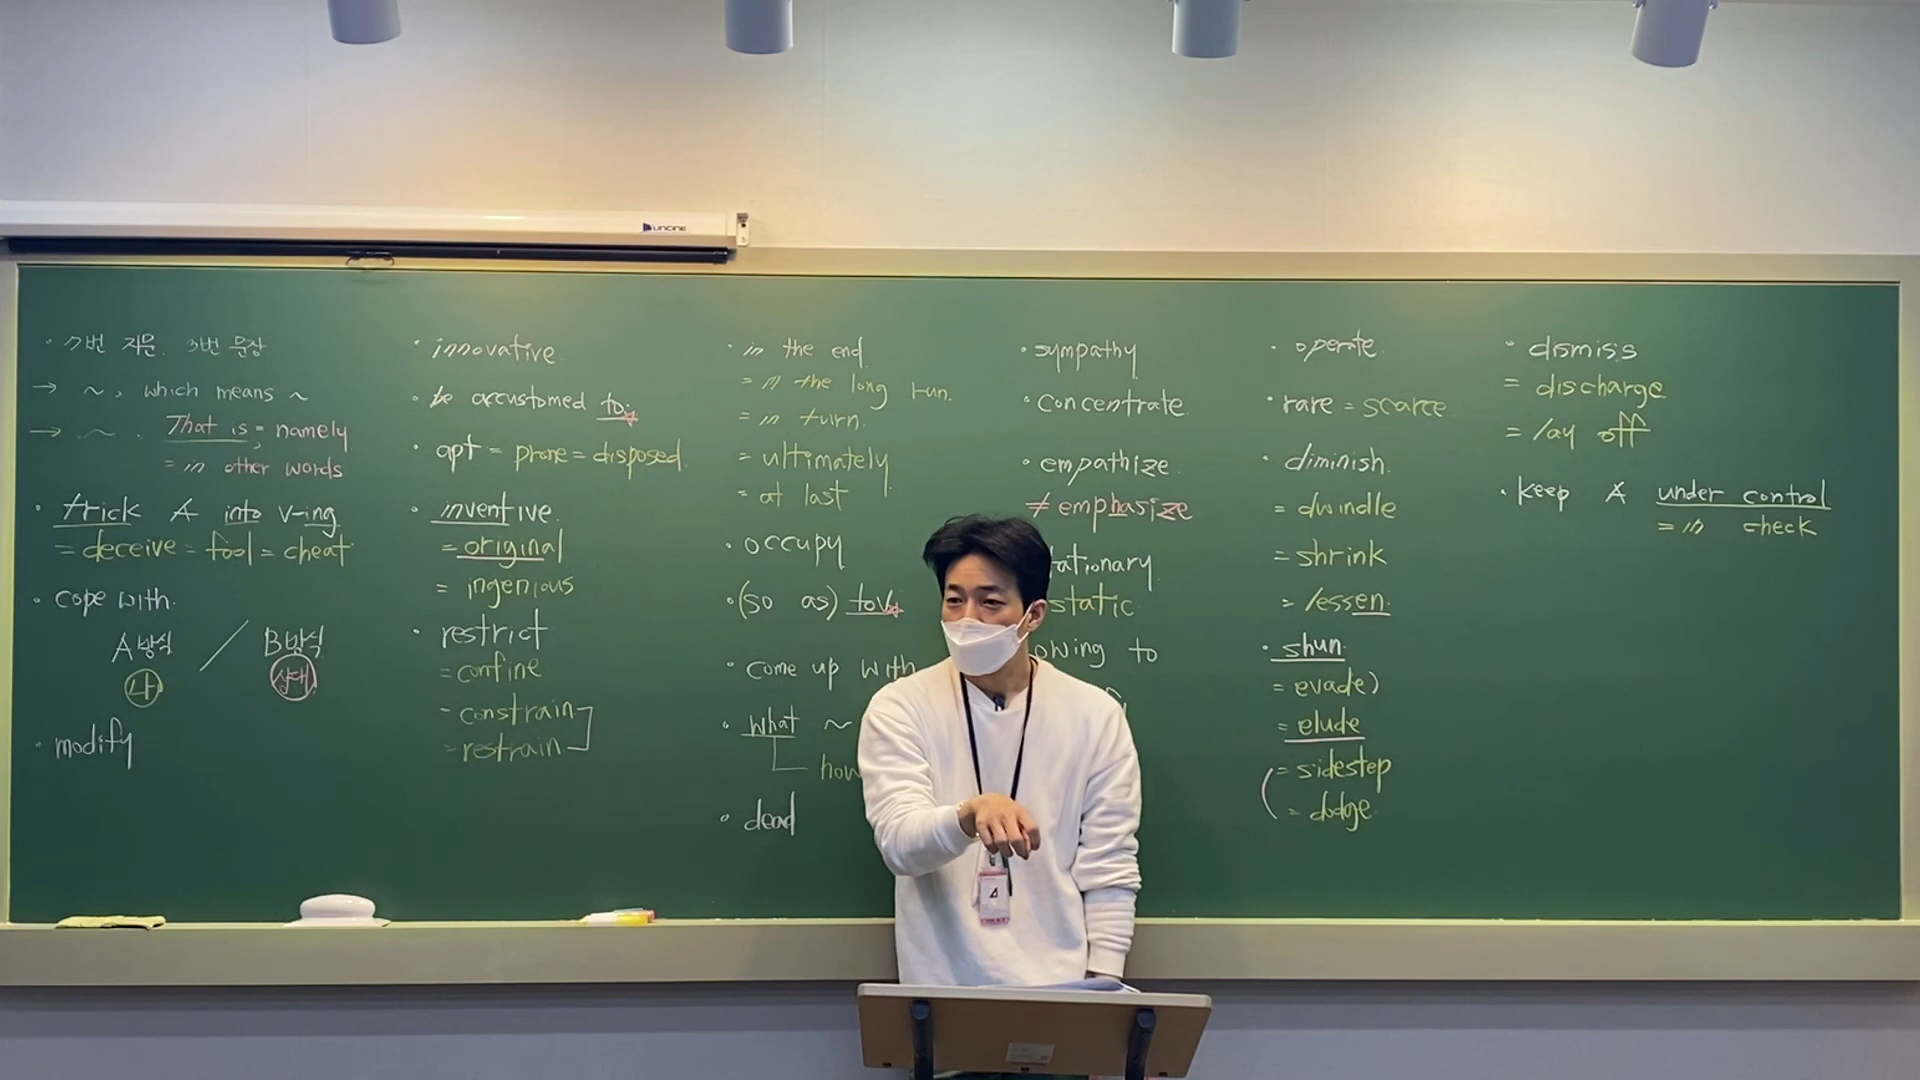 UNCINE
· 7번 지문. 3번 문장
→ ~, which means ~
→ ~. That is, = namely
= in other words
· trick A into v-ing
= deceive = fool = cheat
· cope with.
A방식 / B방식
나 상대
· modify
· innovative.
· be accustomed to.
· apt = prone = disposed.
· inventive.
= original
= ingenious
· restrict
= confine
- constrain
= restrain
· in the end
= in the long run.
= in turn.
= ultimately
= at last
· occupy
· (so as) toV
· come up with
· what ~
how
· dead
· sympathy
· concentrate
· empathize.
≠ emphasize
static
owing to
· operate.
· rare = scarce
· diminish.
= dwindle
= shrink
= lessen.
· shun.
= evade)
= elude
(= sidestep
= dodge.
· dismiss
= discharge
= lay off
· keep A under control
= in check